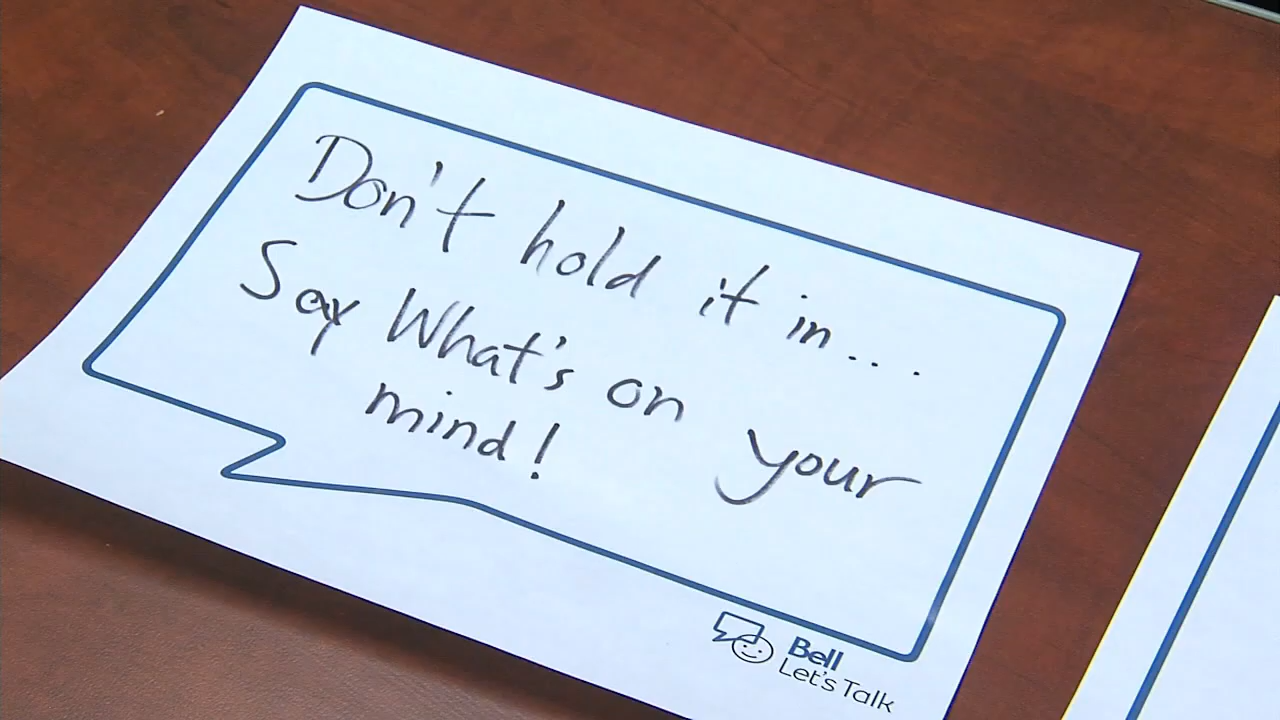 Don't hold it in...
Say What's on your
mind!
Bell
Let's Talk